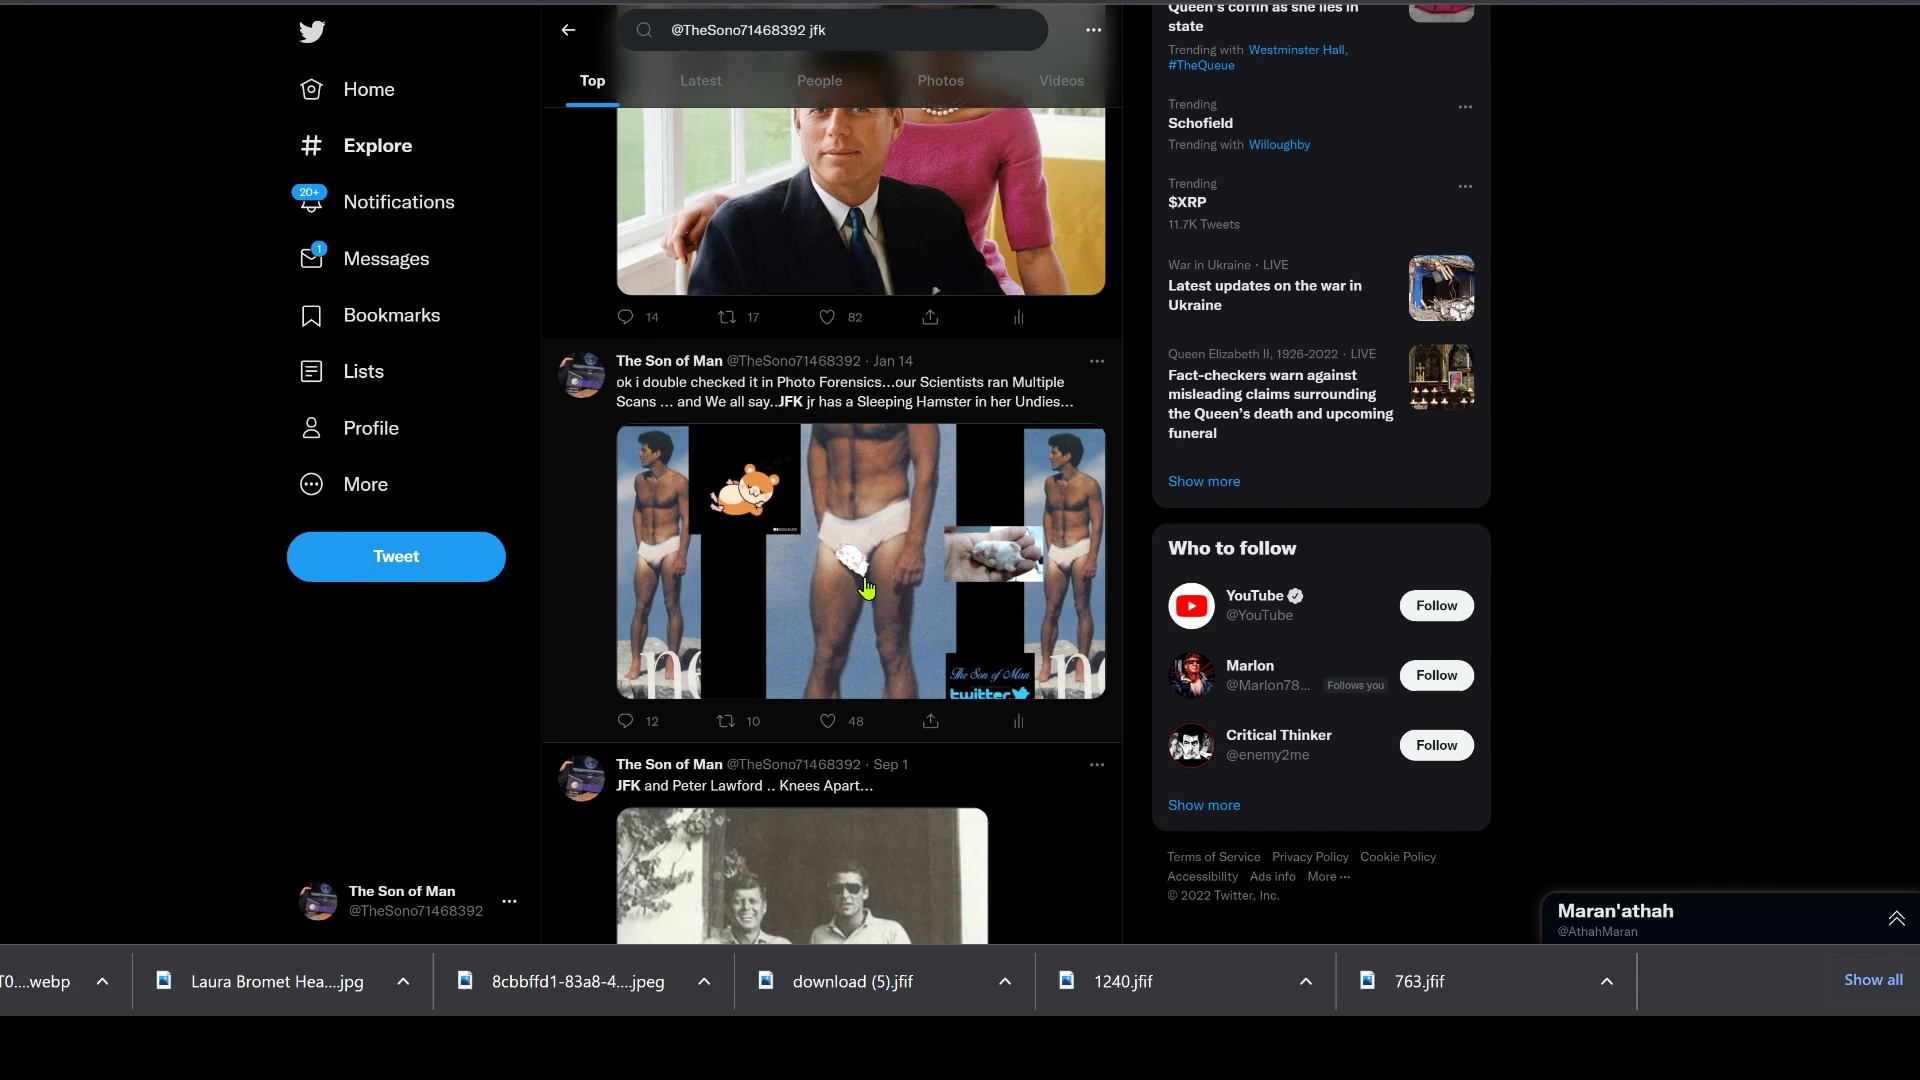 @TheSono71468392 jfk
Top
Latest
People
Photos
Videos
Home
Explore
20+
Notifications
1
Messages
Bookmarks
Lists
Profile
More
Tweet
The Son of Man
@TheSono71468392
14
17
82
The Son of Man @TheSono71468392 · Jan 14
ok i double checked it in Photo Forensics...our Scientists ran Multiple
Scans ... and We all say..JFK jr has a Sleeping Hamster in her Undies...
The Son of Man
twitter
12
10
48
The Son of Man @TheSono71468392 · Sep 1
JFK and Peter Lawford .. Knees Apart...
Queen's coffin as she lies in
state
Trending with Westminster Hall,
#TheQueue
Trending
Schofield
Trending with Willoughby
Trending
$XRP
11.7K Tweets
War in Ukraine · LIVE
Latest updates on the war in
Ukraine
Queen Elizabeth II, 1926-2022 · LIVE
Fact-checkers warn against
misleading claims surrounding
the Queen's death and upcoming
funeral
Show more
Who to follow
YouTube
@YouTube
Follow
Marlon
@Marlon78... Follows you
Follow
Critical Thinker
@enemy2me
Follow
Show more
Terms of Service Privacy Policy Cookie Policy
Accessibility Ads info More ...
© 2022 Twitter, Inc.
Maran'athah
@AthahMaran
T0....webp
Laura Bromet Hea....jpg
8cbbffd1-83a8-4....jpeg
download (5).jfif
1240.jfif
763.jfif
Show all